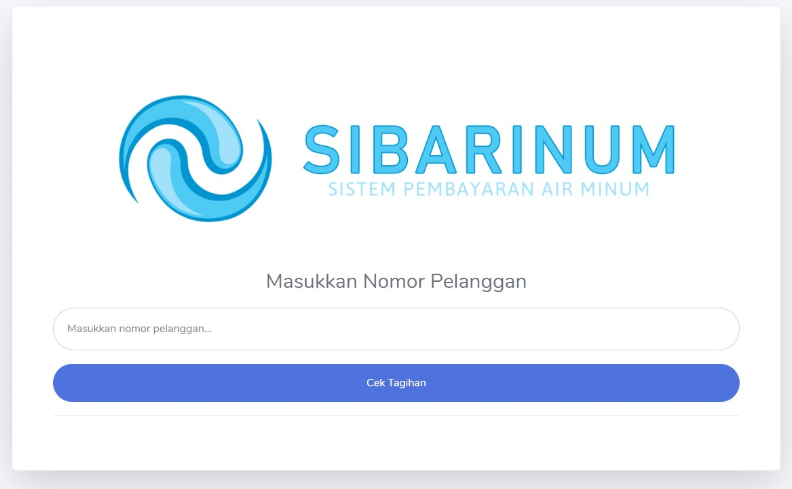 SIBARINUM
SISTEM PEMBAYARAN AIR MINUM
Masukkan Nomor Pelanggan
Masukkan nomor pelanggan...
Cek Tagihan